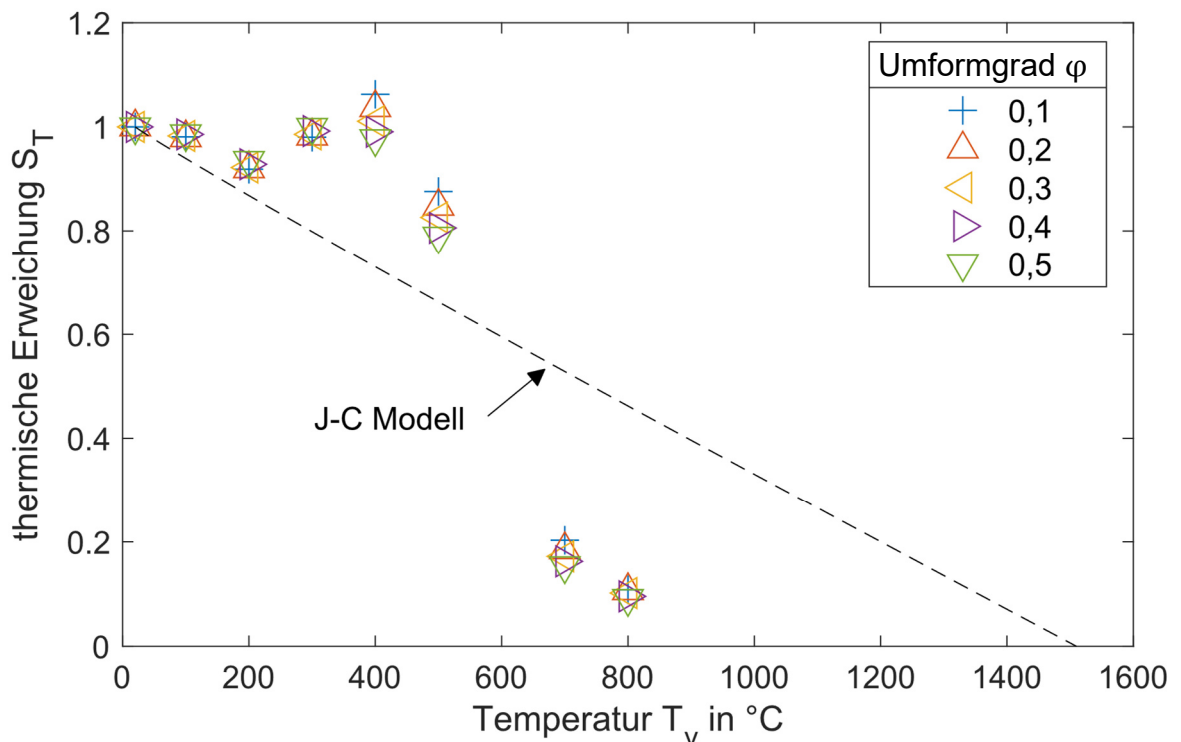 1.2
1
0.8
0.6
0.4
0.2
0
thermische Erweichung S_T
Umformgrad φ
0,1
0,2
0,3
0,4
0,5
J-C Modell
0 200 400 600 800 1000 1200 1400 1600
Temperatur T_v in °C